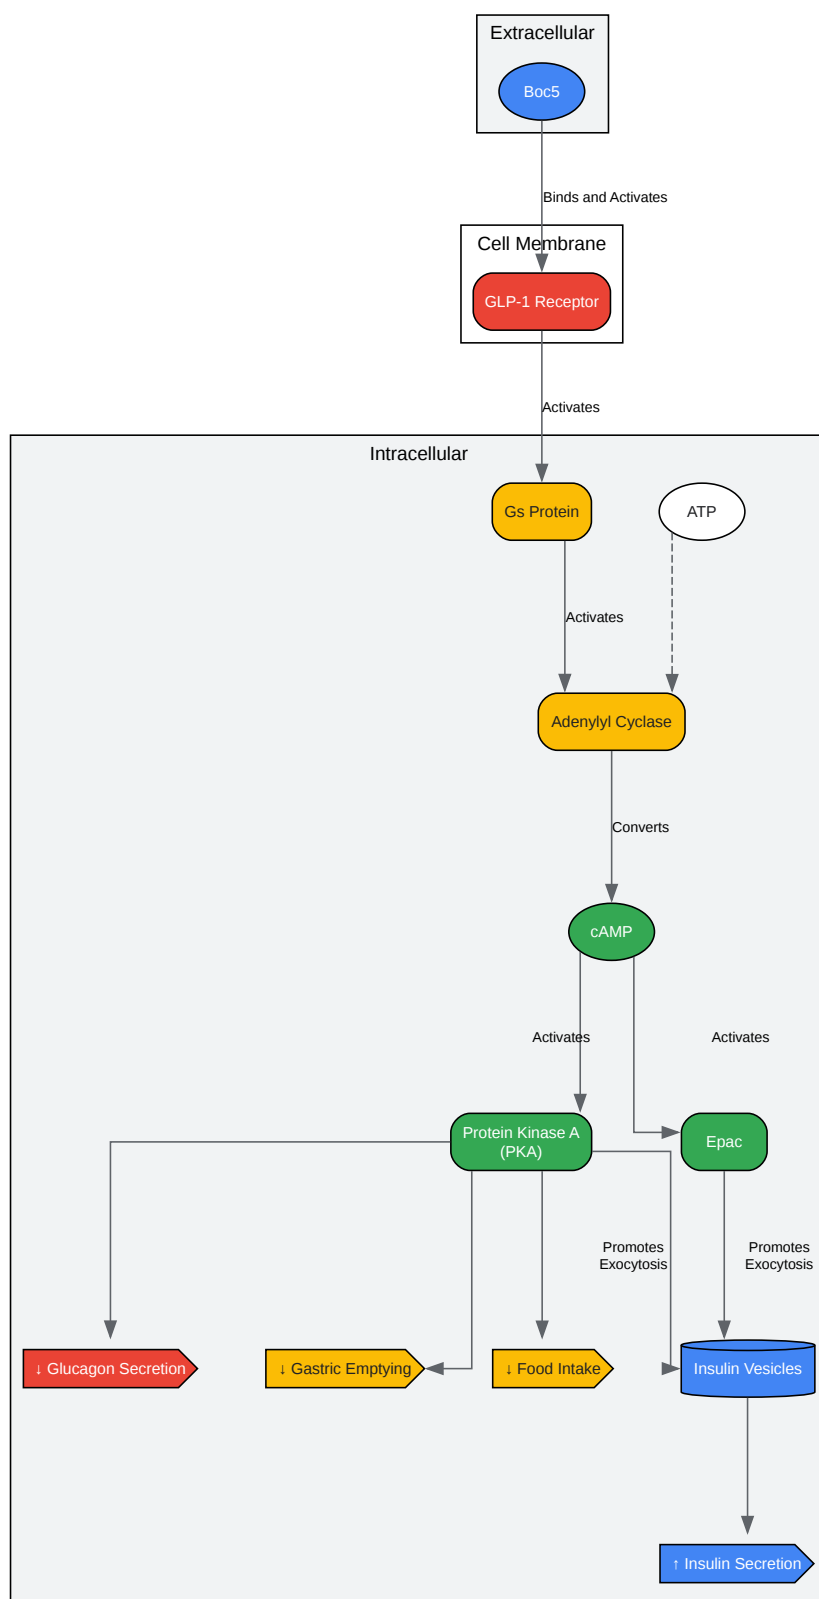 Extracellular
Boc5
Binds and Activates
Cell Membrane
GLP-1 Receptor
Activates
Intracellular
Gs Protein
ATP
Activates
Adenylyl Cyclase
Converts
cAMP
Activates
Activates
Protein Kinase A
(PKA)
Epac
Promotes
Exocytosis
Promotes
Exocytosis
↓ Glucagon Secretion
↓ Gastric Emptying
↓ Food Intake
Insulin Vesicles
↑ Insulin Secretion